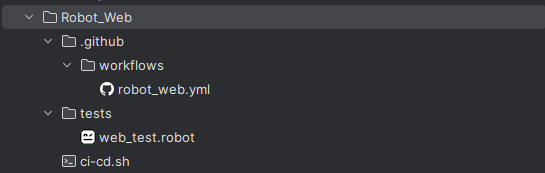 Robot_Web
.github
workflows
robot_web.yml
tests
web_test.robot
ci-cd.sh